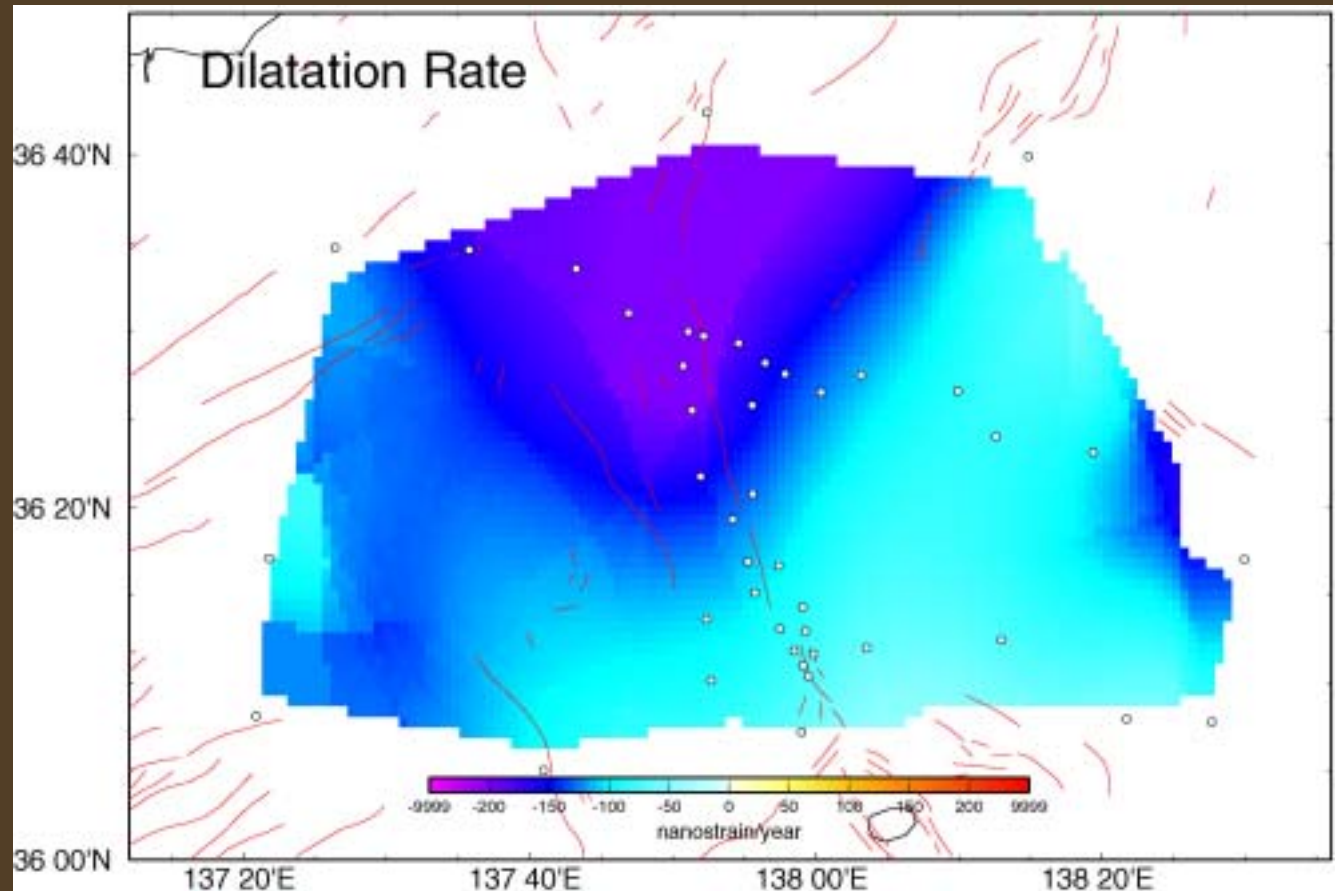 Dilatation Rate
36 40'N
36 20'N
36 00'N
-9999 -200 -150 -100 -50 0 50 100 150 200 9999
nanostrain/year
137 20'E 137 40'E 138 00'E 138 20'E